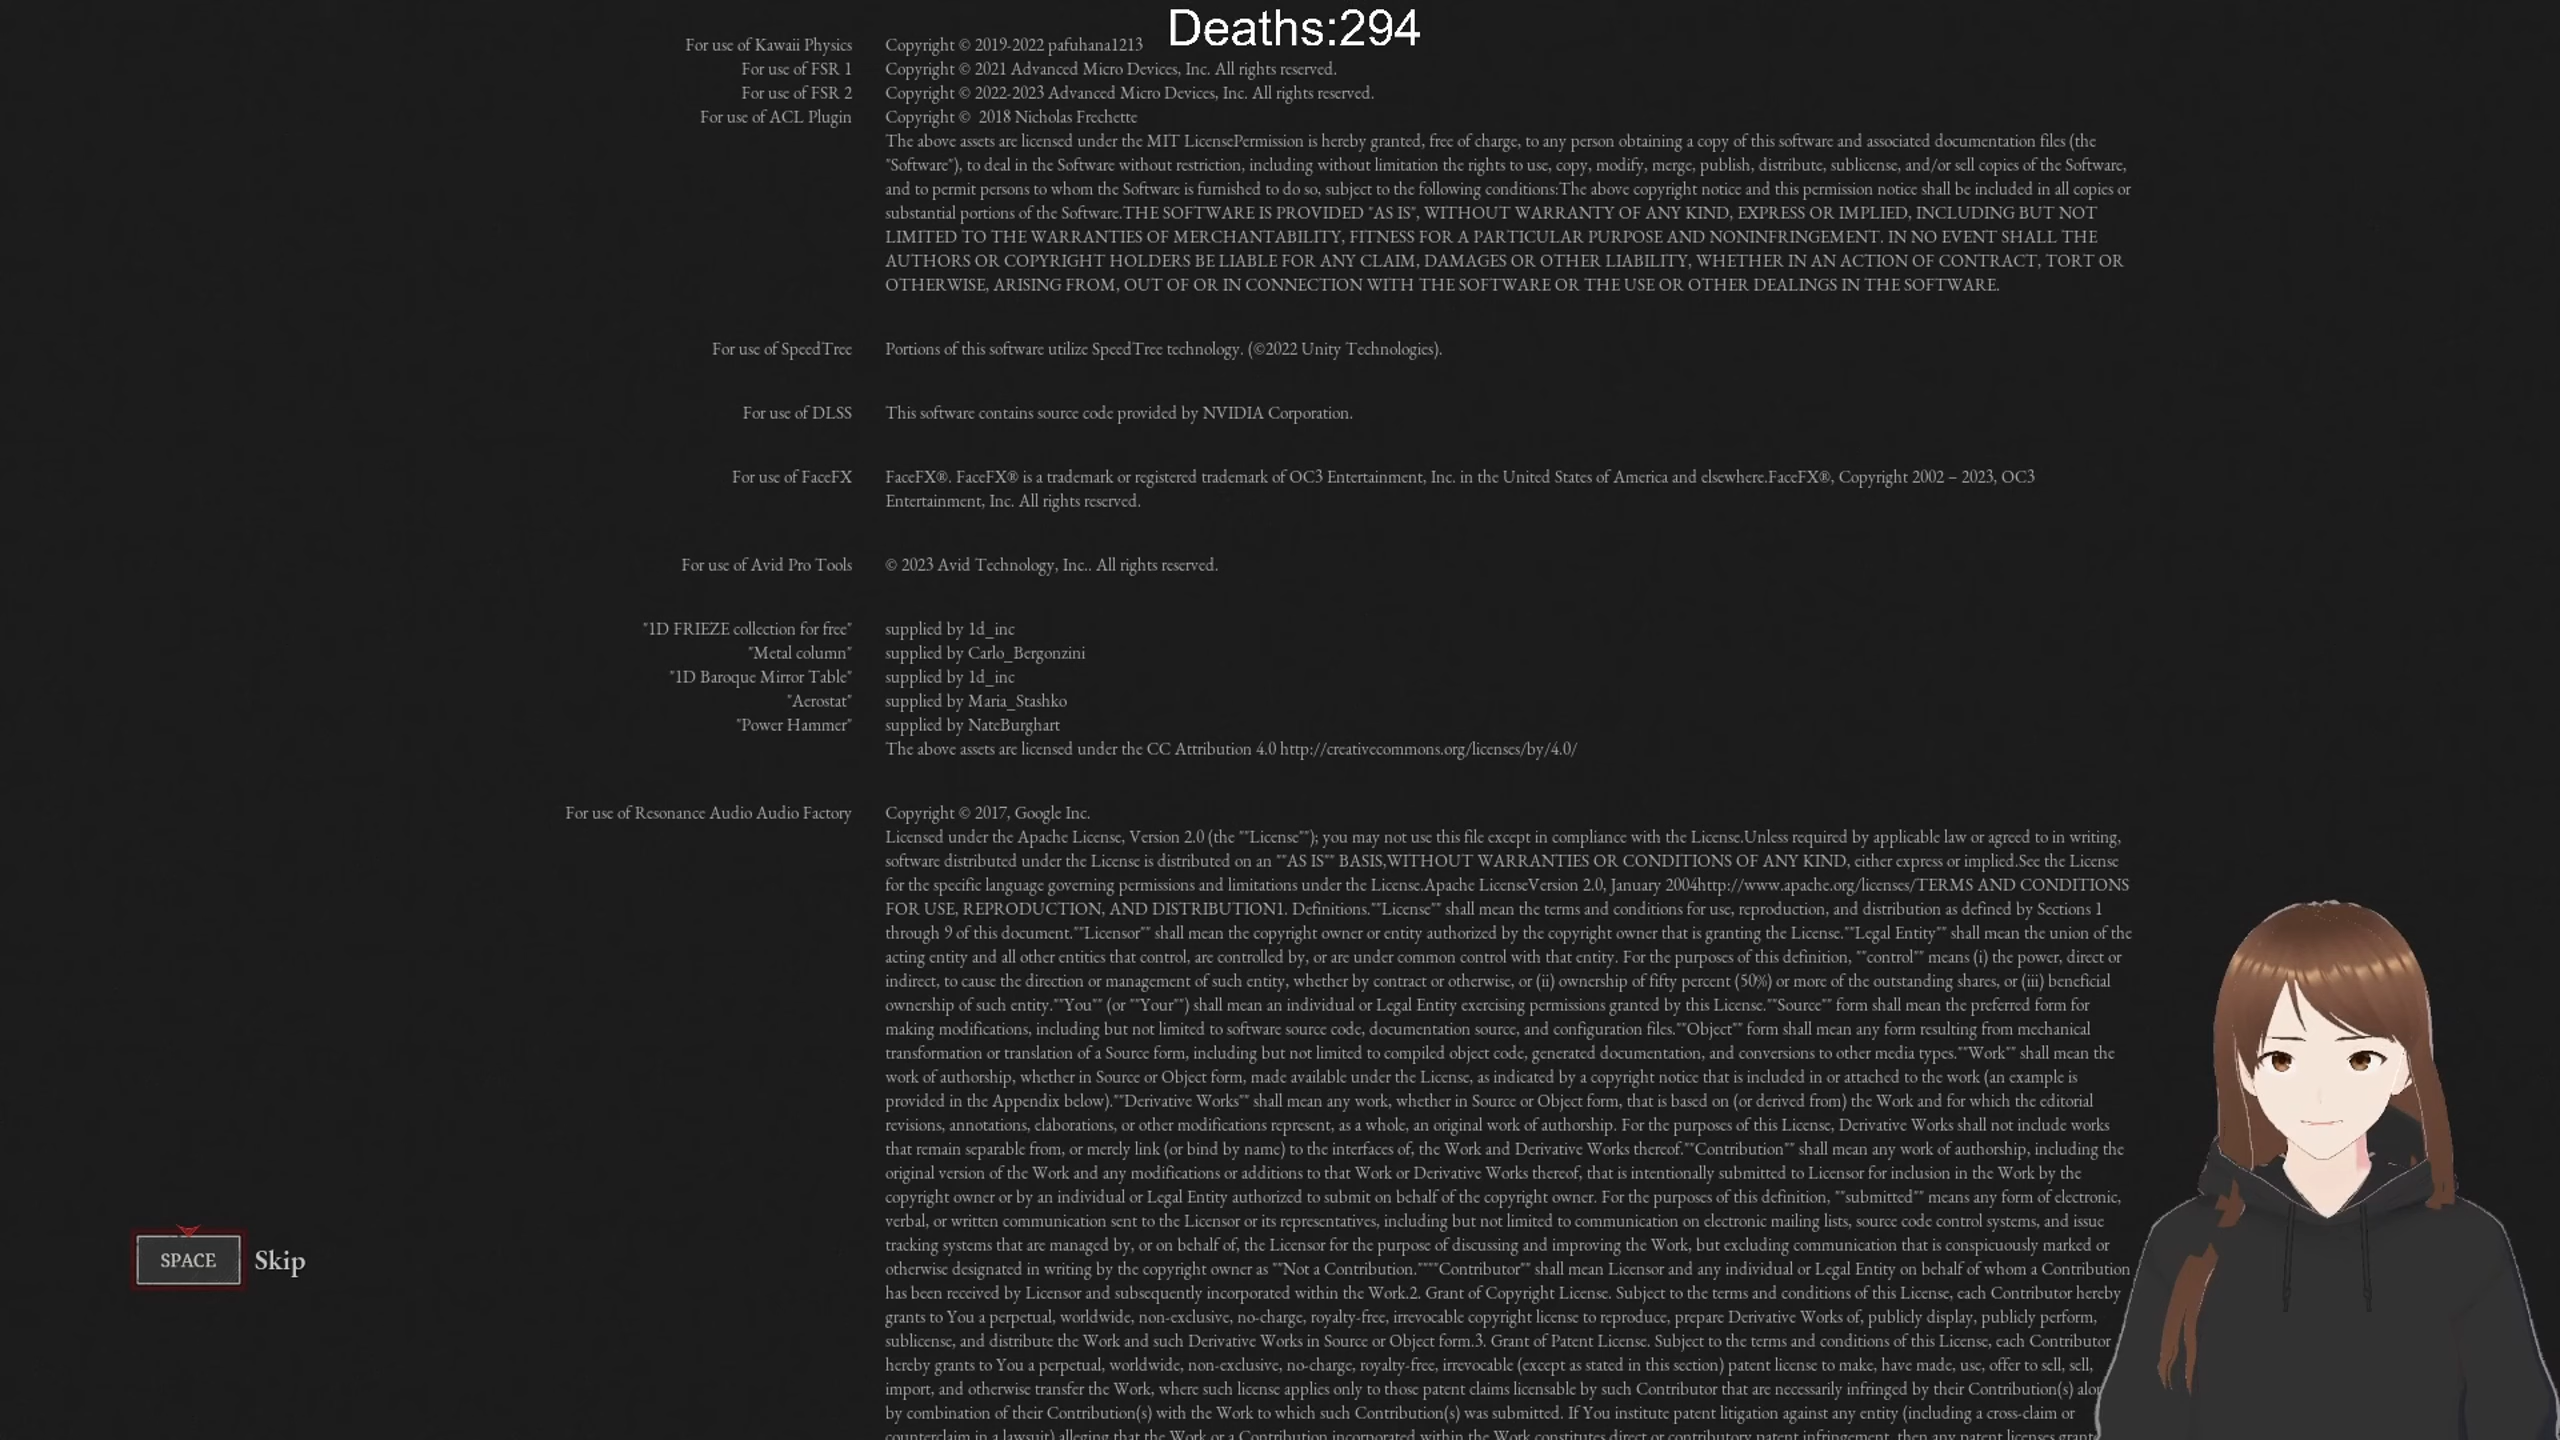 Deaths:294
For use of Kawaii Physics Copyright © 2019-2022 pafuhana1213
For use of FSR 1 Copyright © 2021 Advanced Micro Devices, Inc. All rights reserved.
For use of FSR 2 Copyright © 2022-2023 Advanced Micro Devices, Inc. All rights reserved.
For use of ACL Plugin Copyright ©  2018 Nicholas Frechette
The above assets are licensed under the MIT LicensePermission is hereby granted, free of charge, to any person obtaining a copy of this software and associated documentation files (the
"Software"), to deal in the Software without restriction, including without limitation the rights to use, copy, modify, merge, publish, distribute, sublicense, and/or sell copies of the Software,
and to permit persons to whom the Software is furnished to do so, subject to the following conditions:The above copyright notice and this permission notice shall be included in all copies or
substantial portions of the Software.THE SOFTWARE IS PROVIDED "AS IS", WITHOUT WARRANTY OF ANY KIND, EXPRESS OR IMPLIED, INCLUDING BUT NOT
LIMITED TO THE WARRANTIES OF MERCHANTABILITY, FITNESS FOR A PARTICULAR PURPOSE AND NONINFRINGEMENT. IN NO EVENT SHALL THE
AUTHORS OR COPYRIGHT HOLDERS BE LIABLE FOR ANY CLAIM, DAMAGES OR OTHER LIABILITY, WHETHER IN AN ACTION OF CONTRACT, TORT OR
OTHERWISE, ARISING FROM, OUT OF OR IN CONNECTION WITH THE SOFTWARE OR THE USE OR OTHER DEALINGS IN THE SOFTWARE.
For use of SpeedTree Portions of this software utilize SpeedTree technology. (©2022 Unity Technologies).
For use of DLSS This software contains source code provided by NVIDIA Corporation.
For use of FaceFX FaceFX®. FaceFX® is a trademark or registered trademark of OC3 Entertainment, Inc. in the United States of America and elsewhere.FaceFX®, Copyright 2002 – 2023, OC3
Entertainment, Inc. All rights reserved.
For use of Avid Pro Tools © 2023 Avid Technology, Inc.. All rights reserved.
"1D FRIEZE collection for free" supplied by 1d_inc
"Metal column" supplied by Carlo_Bergonzini
"1D Baroque Mirror Table" supplied by 1d_inc
"Aerostat" supplied by Maria_Stashko
"Power Hammer" supplied by NateBurghart
The above assets are licensed under the CC Attribution 4.0 http://creativecommons.org/licenses/by/4.0/
For use of Resonance Audio Audio Factory Copyright © 2017, Google Inc.
Licensed under the Apache License, Version 2.0 (the ""License""); you may not use this file except in compliance with the License.Unless required by applicable law or agreed to in writing,
software distributed under the License is distributed on an ""AS IS"" BASIS,WITHOUT WARRANTIES OR CONDITIONS OF ANY KIND, either express or implied.See the License
for the specific language governing permissions and limitations under the License.Apache LicenseVersion 2.0, January 2004http://www.apache.org/licenses/TERMS AND CONDITIONS
FOR USE, REPRODUCTION, AND DISTRIBUTION1. Definitions.""License"" shall mean the terms and conditions for use, reproduction, and distribution as defined by Sections 1
through 9 of this document.""Licensor"" shall mean the copyright owner or entity authorized by the copyright owner that is granting the License.""Legal Entity"" shall mean the union of the
acting entity and all other entities that control, are controlled by, or are under common control with that entity. For the purposes of this definition, ""control"" means (i) the power, direct or
indirect, to cause the direction or management of such entity, whether by contract or otherwise, or (ii) ownership of fifty percent (50%) or more of the outstanding shares, or (iii) beneficial
ownership of such entity.""You"" (or ""Your"") shall mean an individual or Legal Entity exercising permissions granted by this License.""Source"" form shall mean the preferred form for
making modifications, including but not limited to software source code, documentation source, and configuration files.""Object"" form shall mean any form resulting from mechanical
transformation or translation of a Source form, including but not limited to compiled object code, generated documentation, and conversions to other media types.""Work"" shall mean the
work of authorship, whether in Source or Object form, made available under the License, as indicated by a copyright notice that is included in or attached to the work (an example is
provided in the Appendix below).""Derivative Works"" shall mean any work, whether in Source or Object form, that is based on (or derived from) the Work and for which the editorial
revisions, annotations, elaborations, or other modifications represent, as a whole, an original work of authorship. For the purposes of this License, Derivative Works shall not include works
that remain separable from, or merely link (or bind by name) to the interfaces of, the Work and Derivative Works thereof.""Contribution"" shall mean any work of authorship, including the
original version of the Work and any modifications or additions to that Work or Derivative Works thereof, that is intentionally submitted to Licensor for inclusion in the Work by the
copyright owner or by an individual or Legal Entity authorized to submit on behalf of the copyright owner. For the purposes of this definition, ""submitted"" means any form of electronic,
verbal, or written communication sent to the Licensor or its representatives, including but not limited to communication on electronic mailing lists, source code control systems, and issue
tracking systems that are managed by, or on behalf of, the Licensor for the purpose of discussing and improving the Work, but excluding communication that is conspicuously marked or
otherwise designated in writing by the copyright owner as ""Not a Contribution.""""Contributor"" shall mean Licensor and any individual or Legal Entity on behalf of whom a Contribution
has been received by Licensor and subsequently incorporated within the Work.2. Grant of Copyright License. Subject to the terms and conditions of this License, each Contributor hereby
grants to You a perpetual, worldwide, non-exclusive, no-charge, royalty-free, irrevocable copyright license to reproduce, prepare Derivative Works of, publicly display, publicly perform,
sublicense, and distribute the Work and such Derivative Works in Source or Object form.3. Grant of Patent License. Subject to the terms and conditions of this License, each Contributor
hereby grants to You a perpetual, worldwide, non-exclusive, no-charge, royalty-free, irrevocable (except as stated in this section) patent license to make, have made, use, offer to sell, sell,
import, and otherwise transfer the Work, where such license applies only to those patent claims licensable by such Contributor that are necessarily infringed by their Contribution(s)
by combination of their Contribution(s) with the Work to which such Contribution(s) was submitted. If You institute patent litigation against any entity (including a cross-claim or
counterclaim in a lawsuit) alleging that the Work or a Contribution incorporated within the Work constitutes direct or contributory patent infringement, then any patent licenses
SPACE Skip